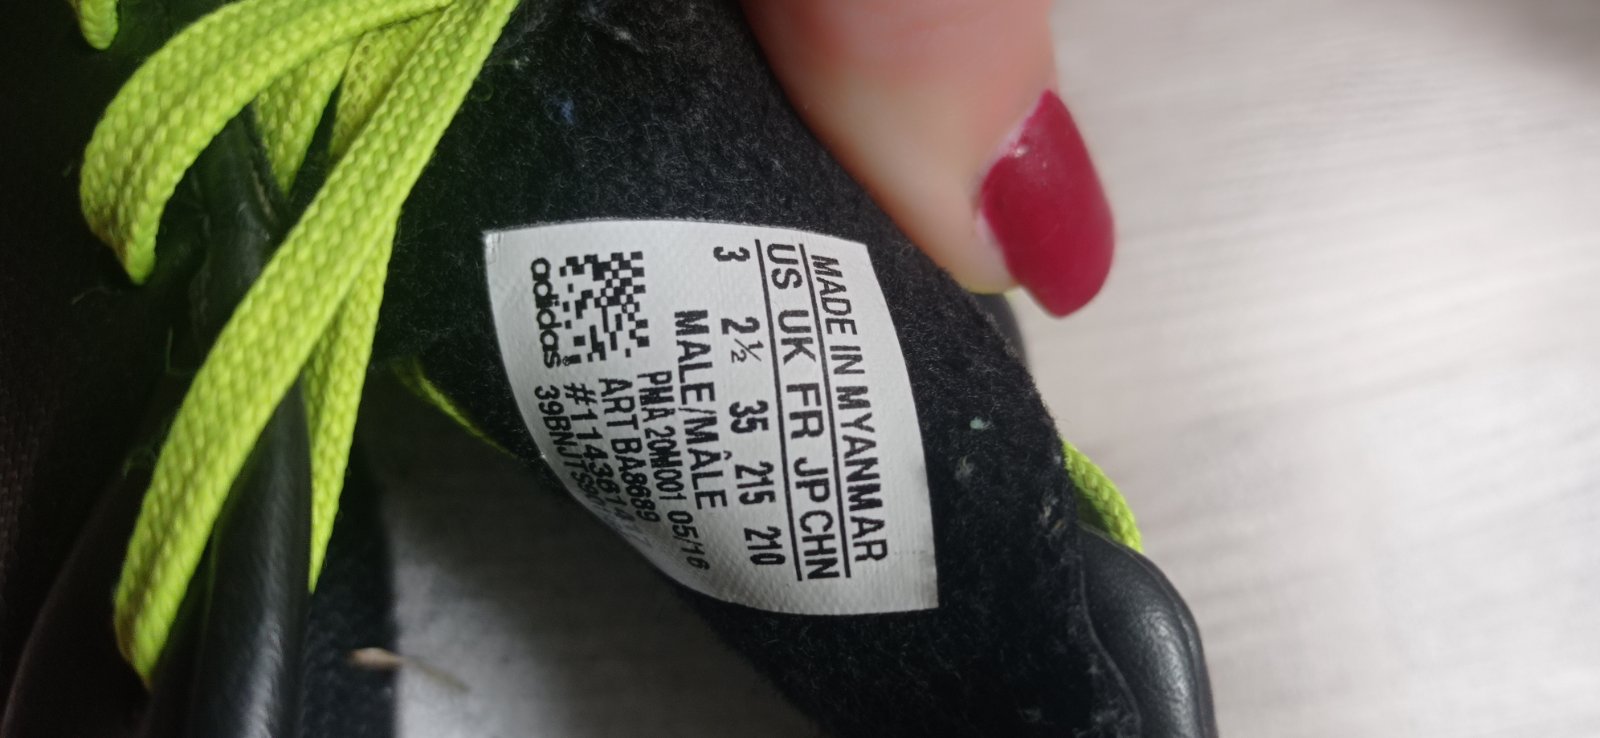 MADE IN MYANMAR
US UK FR JP CHN
3 2½ 35 215 210
MALE/MÂLE
PMA 20M001 05/16
ART BA8689
adidas